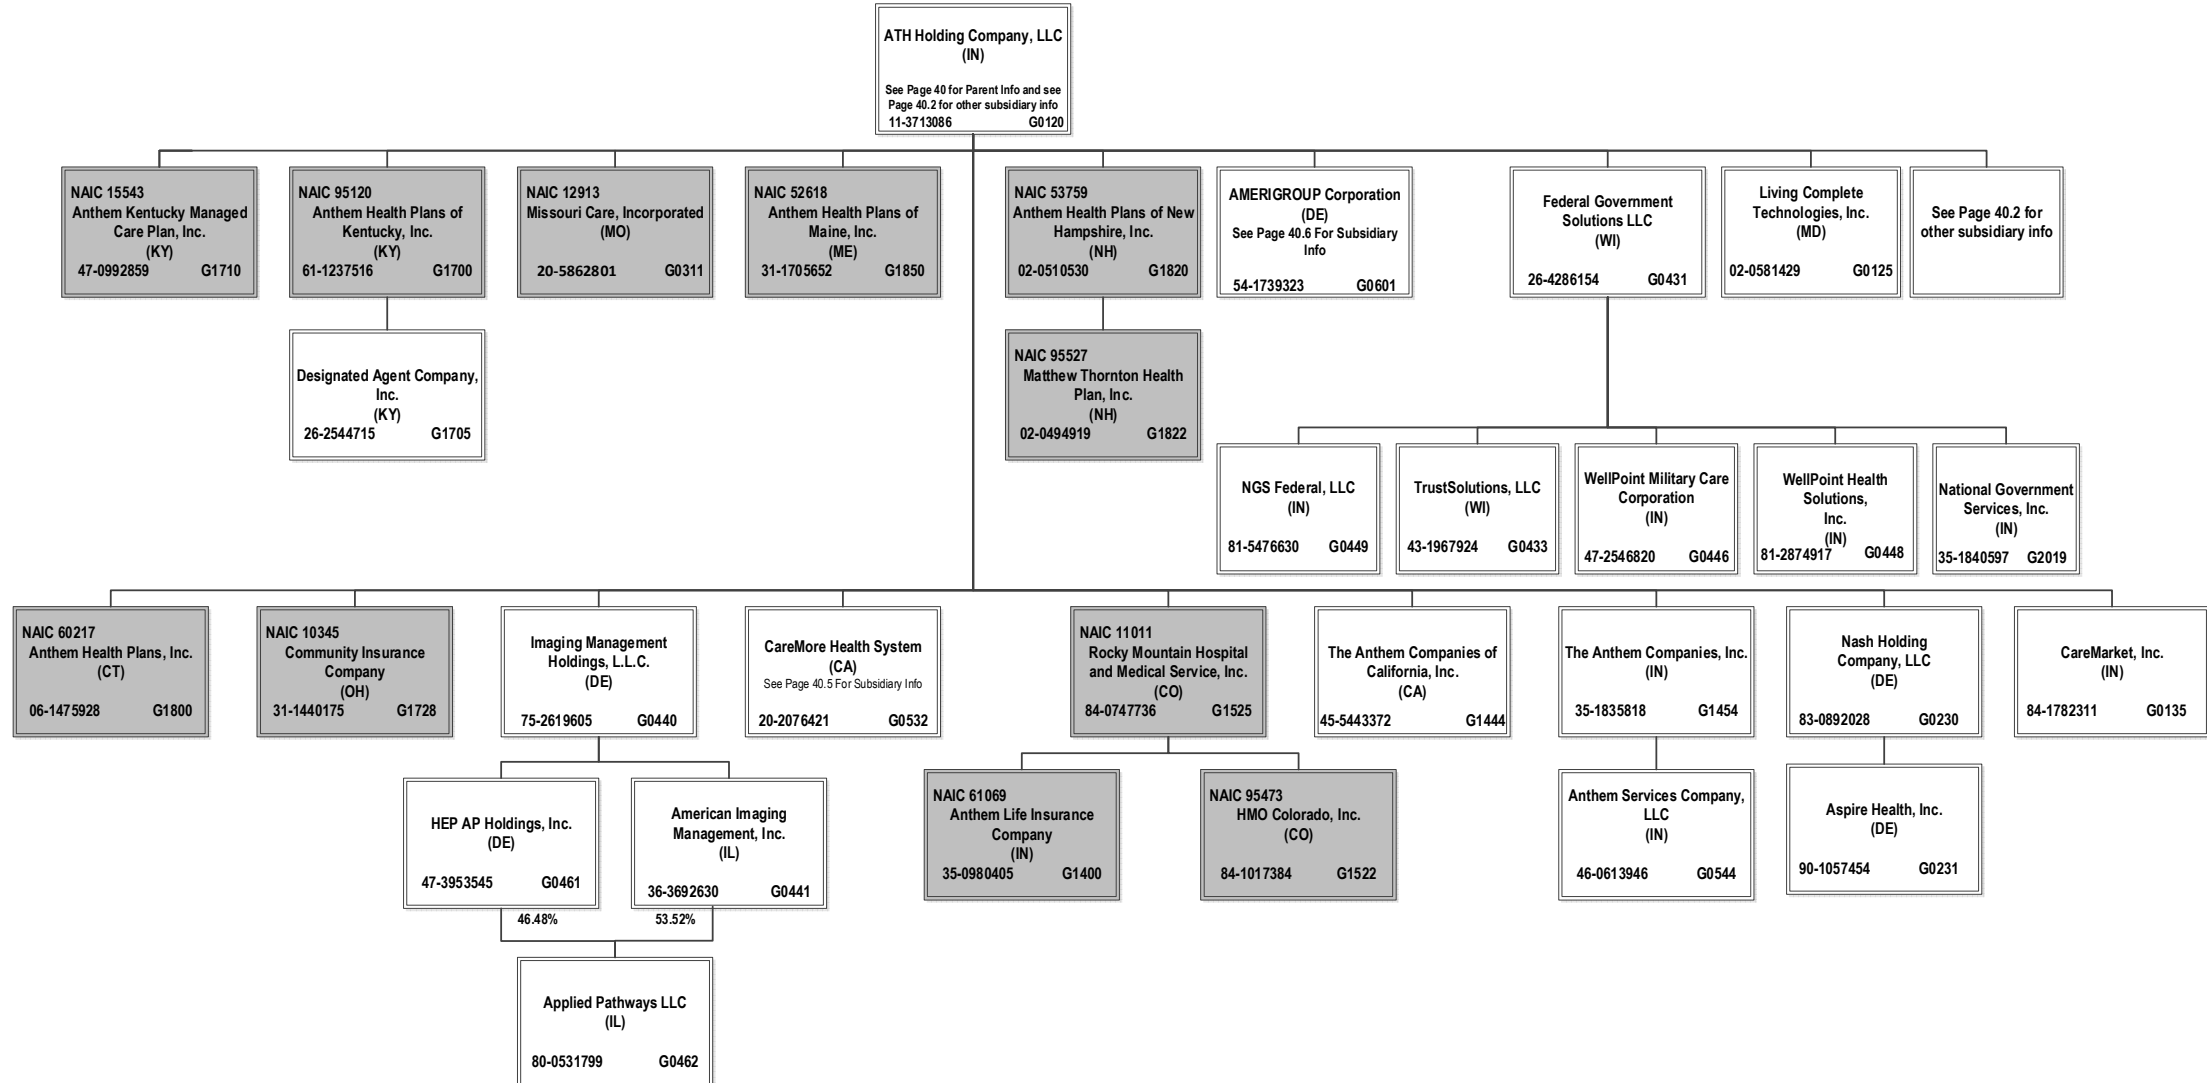 ATH Holding Company, LLC
(IN)
See Page 40 for Parent Info and see
Page 40.2 for other subsidiary info
11-3713086 G0120
NAIC 15543
Anthem Kentucky Managed
Care Plan, Inc.
(KY)
47-0992859 G1710
NAIC 95120
Anthem Health Plans of
Kentucky, Inc.
(KY)
61-1237516 G1700
NAIC 12913
Missouri Care, Incorporated
(MO)
20-5862801 G0311
NAIC 52618
Anthem Health Plans of
Maine, Inc.
(ME)
31-1705652 G1850
NAIC 53759
Anthem Health Plans of New
Hampshire, Inc.
(NH)
02-0510530 G1820
AMERIGROUP Corporation
(DE)
See Page 40.6 For Subsidiary
Info
54-1739323 G0601
Federal Government
Solutions LLC
(WI)
26-4286154 G0431
Living Complete
Technologies, Inc.
(MD)
02-0581429 G0125
See Page 40.2 for
other subsidiary info
Designated Agent Company,
Inc.
(KY)
26-2544715 G1705
NAIC 95527
Matthew Thornton Health
Plan, Inc.
(NH)
02-0494919 G1822
NGS Federal, LLC
(IN)
81-5476630 G0449
TrustSolutions, LLC
(WI)
43-1967924 G0433
WellPoint Military Care
Corporation
(IN)
47-2546820 G0446
WellPoint Health
Solutions,
Inc.
(IN)
81-2874917 G0448
National Government
Services, Inc.
(IN)
35-1840597 G2019
NAIC 60217
Anthem Health Plans, Inc.
(CT)
06-1475928 G1800
NAIC 10345
Community Insurance
Company
(OH)
31-1440175 G1728
Imaging Management
Holdings, L.L.C.
(DE)
75-2619605 G0440
CareMore Health System
(CA)
See Page 40.5 For Subsidiary Info
20-2076421 G0532
NAIC 11011
Rocky Mountain Hospital
and Medical Service, Inc.
(CO)
84-0747736 G1525
The Anthem Companies of
California, Inc.
(CA)
45-5443372 G1444
The Anthem Companies, Inc.
(IN)
35-1835818 G1454
Nash Holding
Company, LLC
(DE)
83-0892028 G0230
CareMarket, Inc.
(IN)
84-1782311 G0135
HEP AP Holdings, Inc.
(DE)
47-3953545 G0461
American Imaging
Management, Inc.
(IL)
36-3692630 G0441
NAIC 61069
Anthem Life Insurance
Company
(IN)
35-0980405 G1400
NAIC 95473
HMO Colorado, Inc.
(CO)
84-1017384 G1522
Anthem Services Company,
LLC
(IN)
46-0613946 G0544
Aspire Health, Inc.
(DE)
90-1057454 G0231
46.48% 53.52%
Applied Pathways LLC
(IL)
80-0531799 G0462